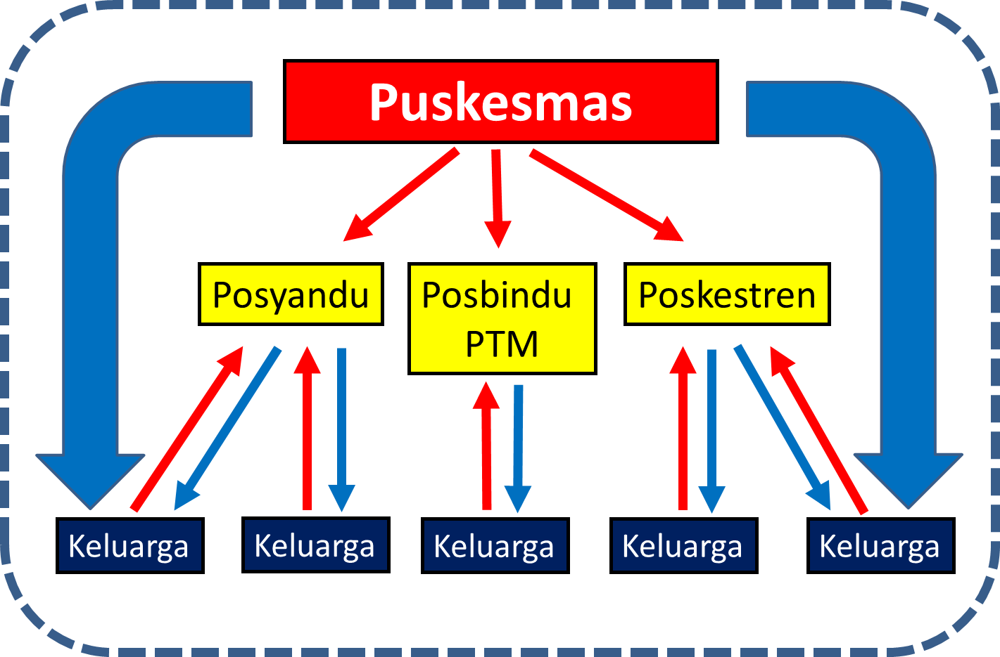 Puskesmas
Posyandu
Posbindu
PTM
Poskestren
Keluarga
Keluarga
Keluarga
Keluarga
Keluarga